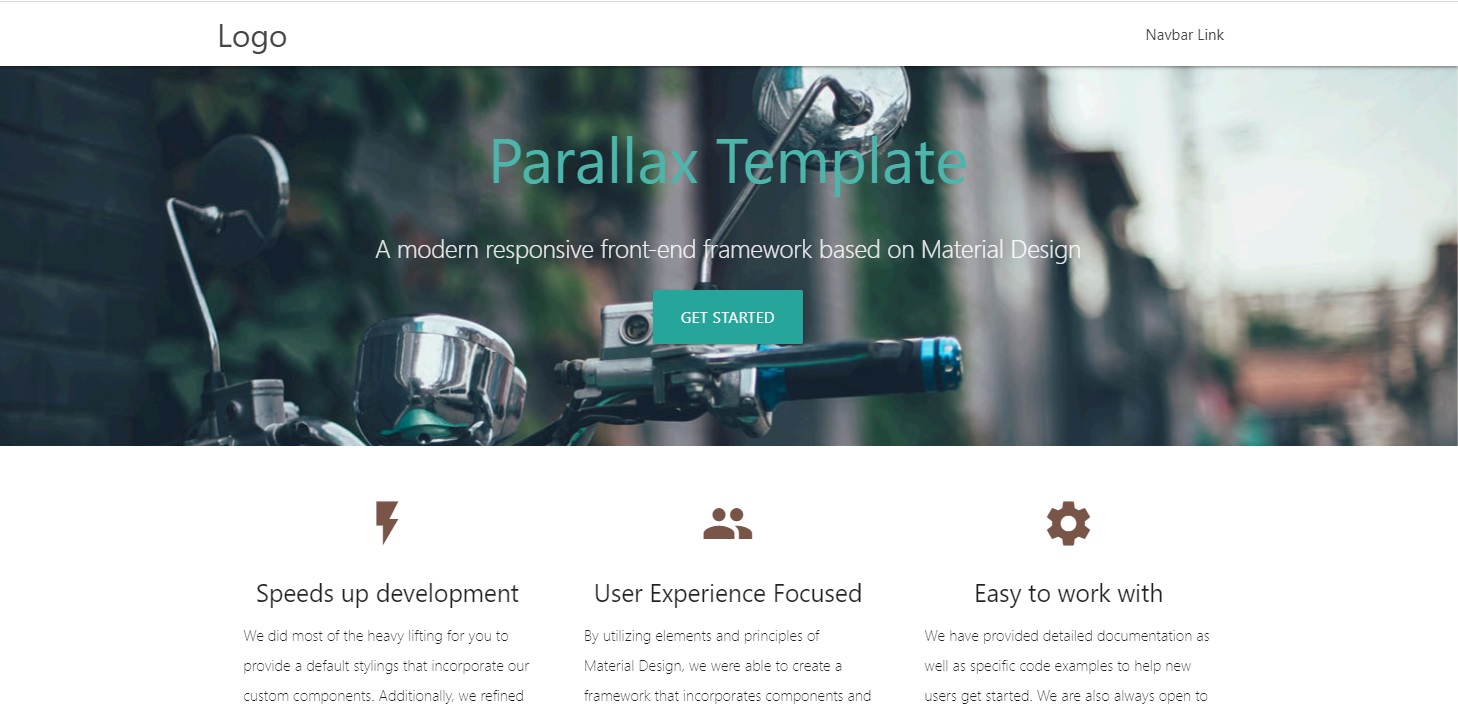 Logo
Navbar Link
Parallax Template
A modern responsive front-end framework based on Material Design
GET STARTED
Speeds up development
We did most of the heavy lifting for you to
provide a default stylings that incorporate our
custom components. Additionally, we refined
User Experience Focused
By utilizing elements and principles of
Material Design, we were able to create a
framework that incorporates components and
Easy to work with
We have provided detailed documentation as
well as specific code examples to help new
users get started. We are also always open to